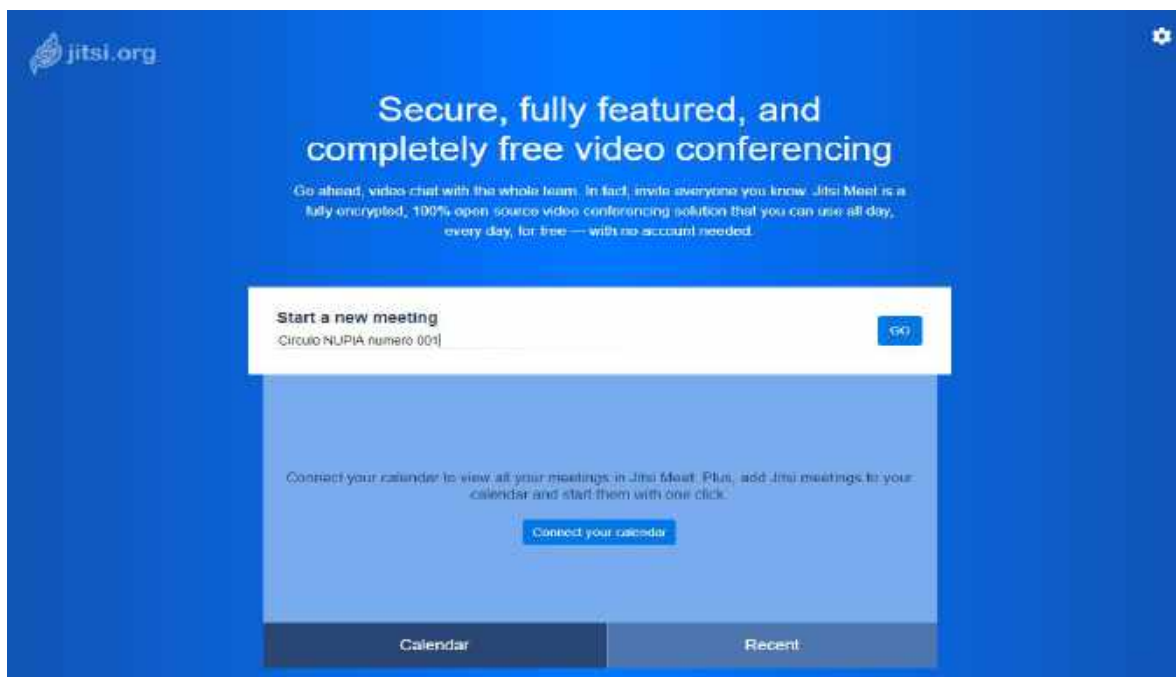 jitsi.org
Secure, fully featured, and
completely free video conferencing
Go ahead, video chat with the whole team. In fact, invite everyone you know. Jitsi Meet is a
fully encrypted, 100% open source video conferencing solution that you can use all day,
every day, for free — with no account needed.
Start a new meeting
Circulo NUPIA numero 001
GO
Connect your calendar to view all your meetings in Jitsi Meet. Plus, add Jitsi meetings to your
calendar and start them with one click.
Connect your calendar
Calendar
Recent